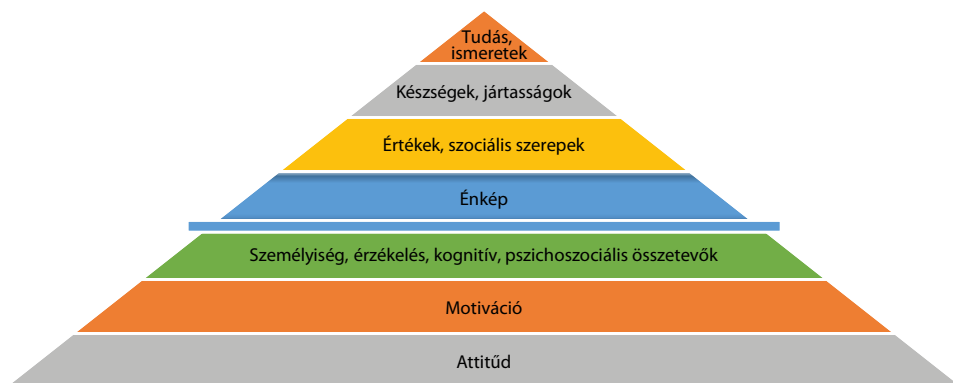 Tudás,
ismeretek
Készségek, jártasságok
Értékek, szociális szerepek
Énkép
Személyiség, érzékelés, kognitív, pszichoszociális összetevők
Motiváció
Attitűd